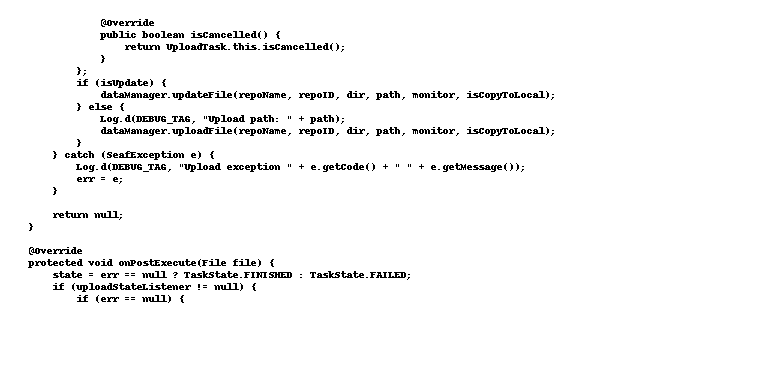 @Override
            public boolean isCancelled() {
                return UploadTask.this.isCancelled();
            }
        };
        if (isUpdate) {
            dataManager.updateFile(repoName, repoID, dir, path, monitor, isCopyToLocal);
        } else {
            Log.d(DEBUG_TAG, "Upload path: " + path);
            dataManager.uploadFile(repoName, repoID, dir, path, monitor, isCopyToLocal);
        }
    } catch (SeafException e) {
        Log.d(DEBUG_TAG, "Upload exception " + e.getCode() + " " + e.getMessage());
        err = e;
    }

    return null;
}

@Override
protected void onPostExecute(File file) {
    state = err == null ? TaskState.FINISHED : TaskState.FAILED;
    if (uploadStateListener != null) {
        if (err == null) {